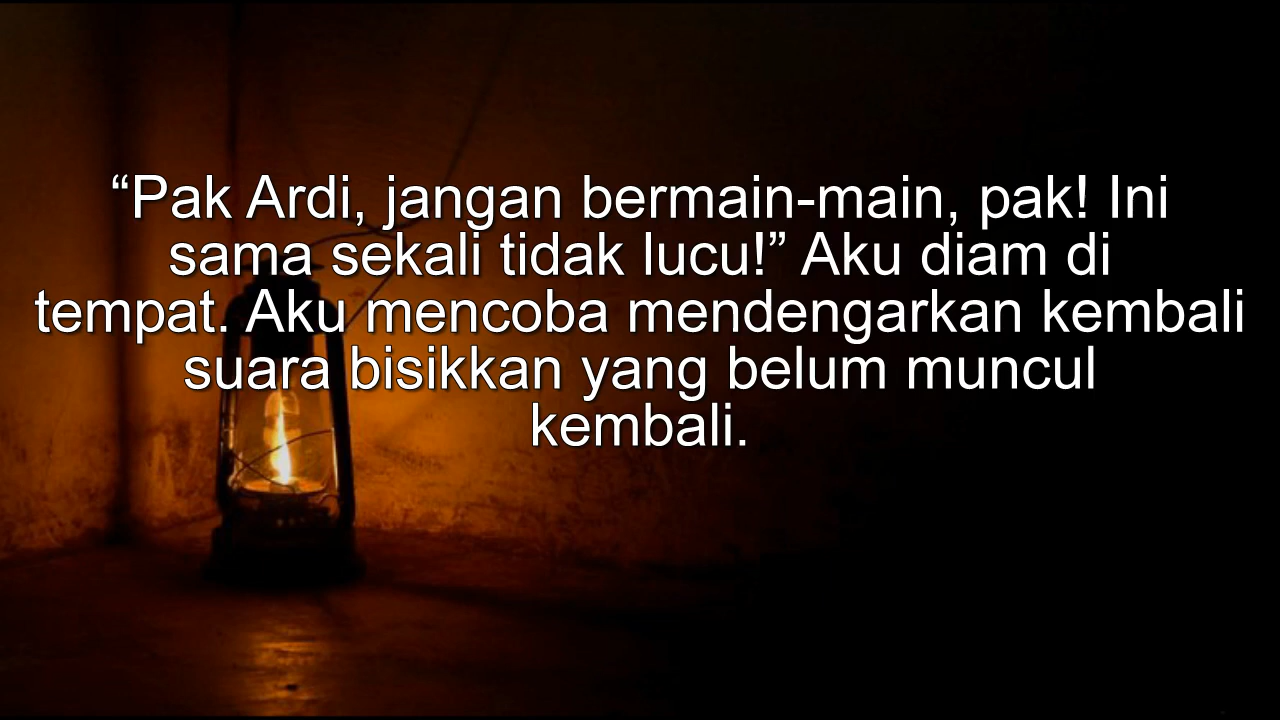 “Pak Ardi, jangan bermain-main, pak! Ini
sama sekali tidak lucu!” Aku diam di
tempat. Aku mencoba mendengarkan kembali
suara bisikkan yang belum muncul
kembali.